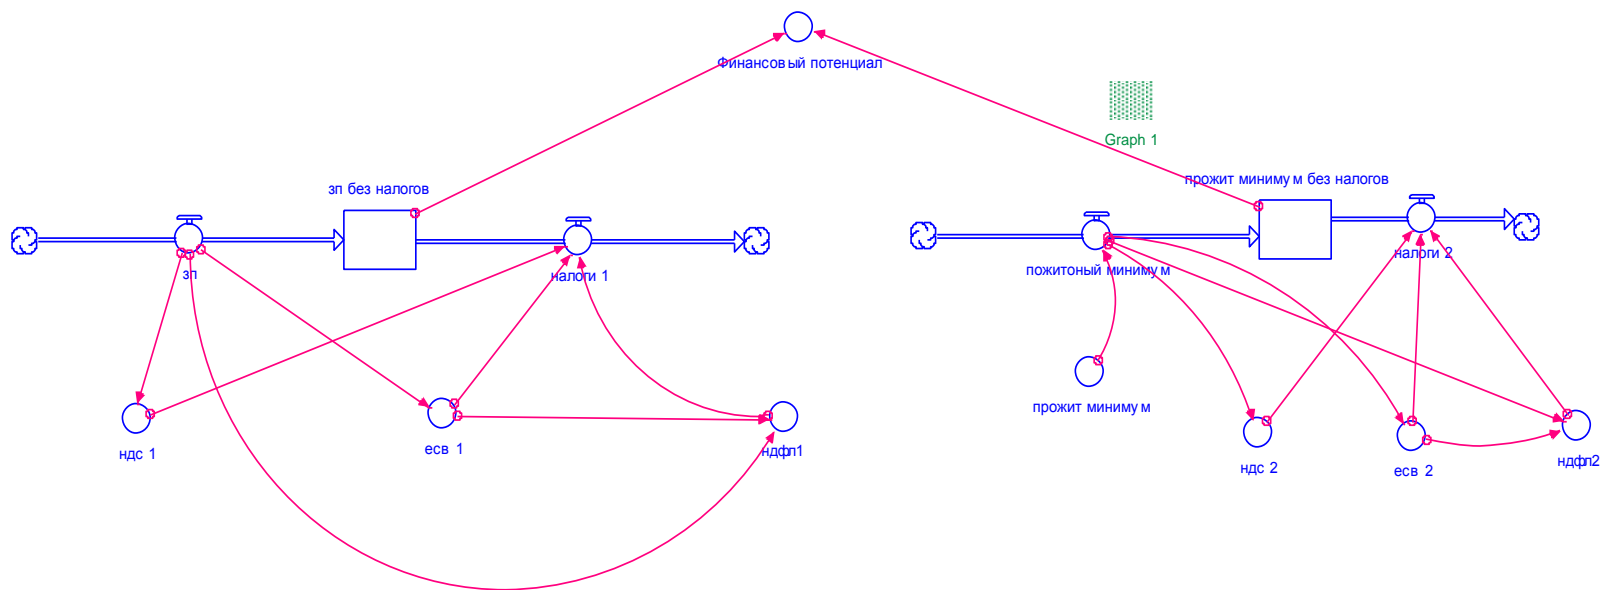 Финансовый потенциал
Graph 1
зп без налогов
прожит минимум без налогов
зп
налоги 1
пожитоный минимум
налоги 2
прожит минимум
ндс 1
есв 1
ндфл1
ндс 2
есв 2
ндфл2